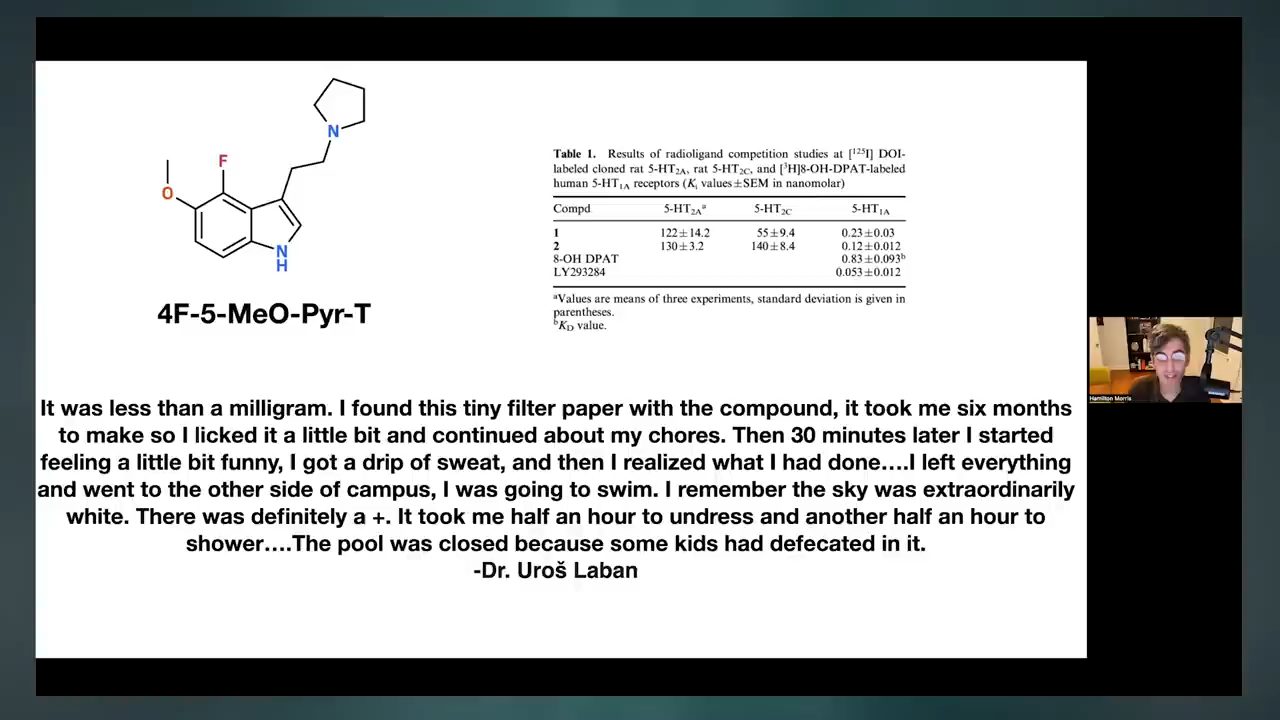 F
O
N
N
H
4F-5-MeO-Pyr-T
Table 1. Results of radioligand competition studies at [¹²⁵I] DOI-
labeled cloned rat 5-HT₂A, rat 5-HT₂C, and [³H]8-OH-DPAT-labeled
human 5-HT₁A receptors (Kᵢ values±SEM in nanomolar)
Compd 5-HT₂Aᵃ 5-HT₂C 5-HT₁A
1 122±14.2 55±9.4 0.23±0.03
2 130±3.2 140±8.4 0.12±0.012
8-OH DPAT 0.83±0.093ᵇ
LY293284 0.053±0.012
ᵃValues are means of three experiments, standard deviation is given in
parentheses.
ᵇK_D value.
It was less than a milligram. I found this tiny filter paper with the compound, it took me six months
to make so I licked it a little bit and continued about my chores. Then 30 minutes later I started
feeling a little bit funny, I got a drip of sweat, and then I realized what I had done….I left everything
and went to the other side of campus, I was going to swim. I remember the sky was extraordinarily
white. There was definitely a +. It took me half an hour to undress and another half an hour to
shower….The pool was closed because some kids had defecated in it.
-Dr. Uroš Laban
Hamilton Morris